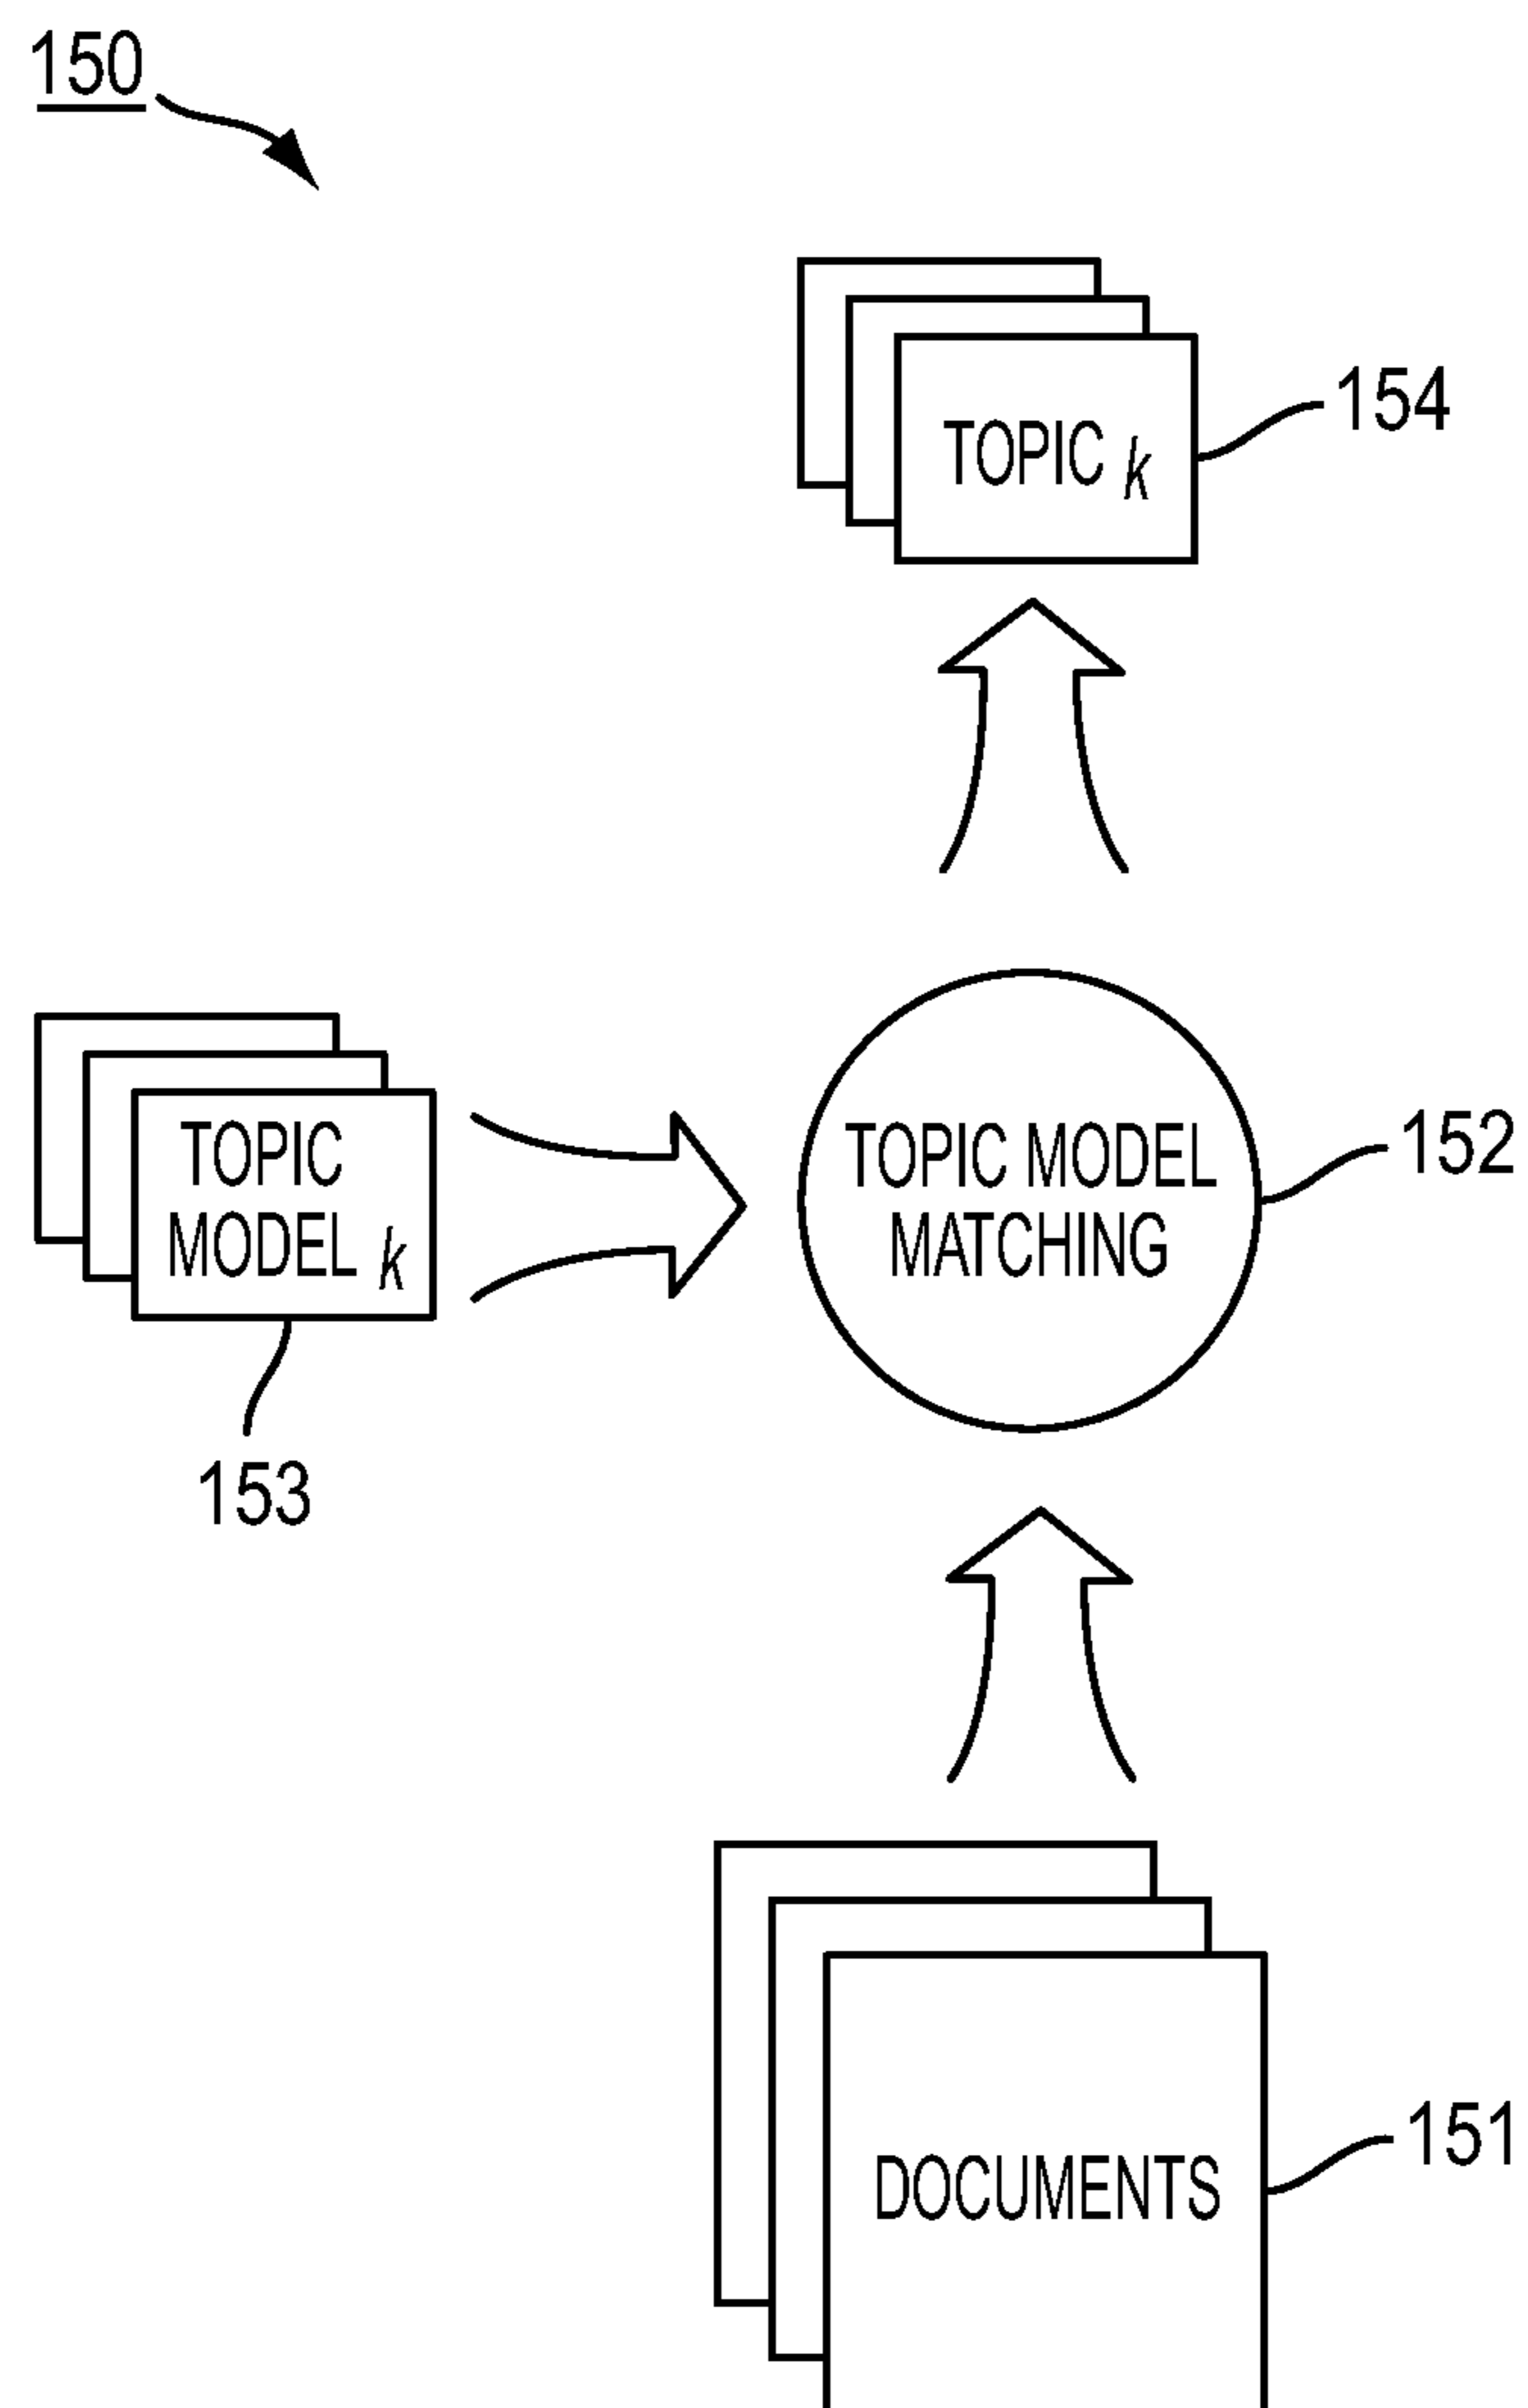 150
TOPIC k
154
TOPIC
MODEL k
153
TOPIC MODEL
MATCHING
152
DOCUMENTS
151